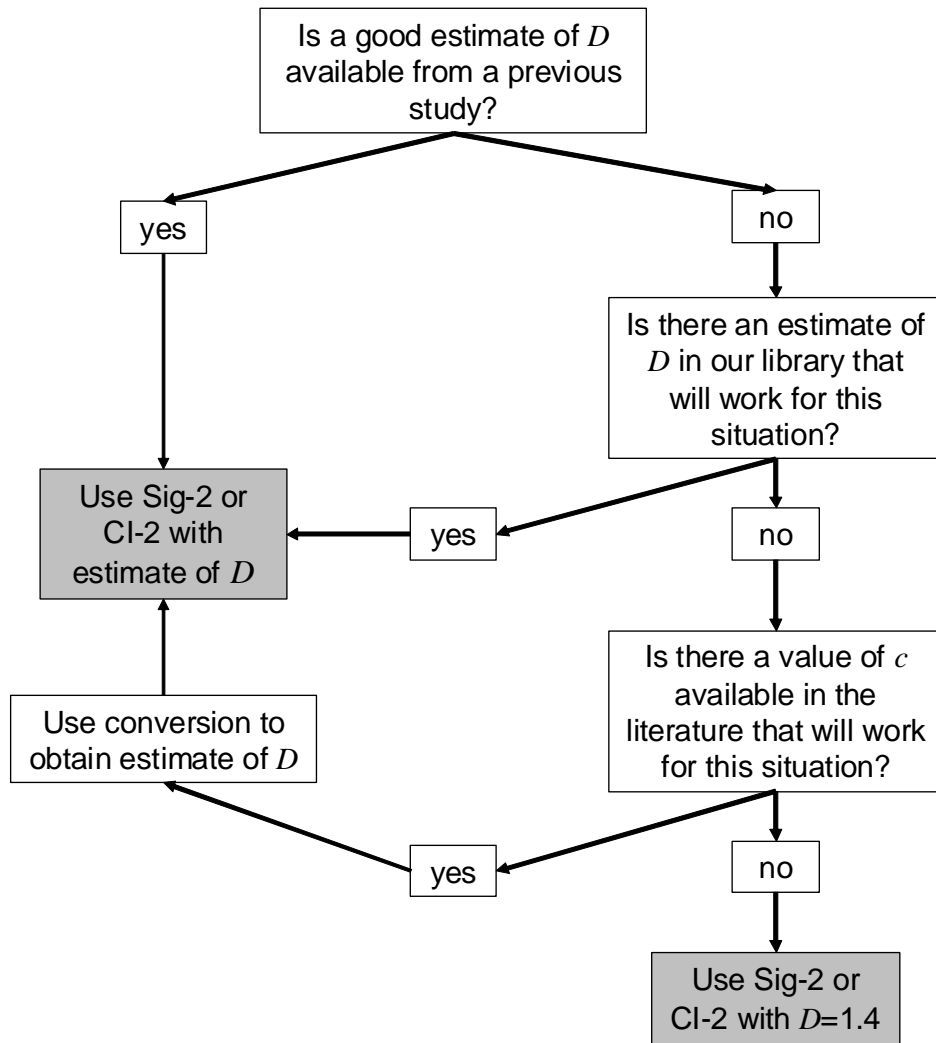 Is a good estimate of D
available from a previous
study?
yes
no
Is there an estimate of
D in our library that
will work for this
situation?
Use Sig-2 or
CI-2 with
estimate of D
yes
no
Is there a value of c
available in the
literature that will work
for this situation?
Use conversion to
obtain estimate of D
yes
no
Use Sig-2 or
CI-2 with D=1.4